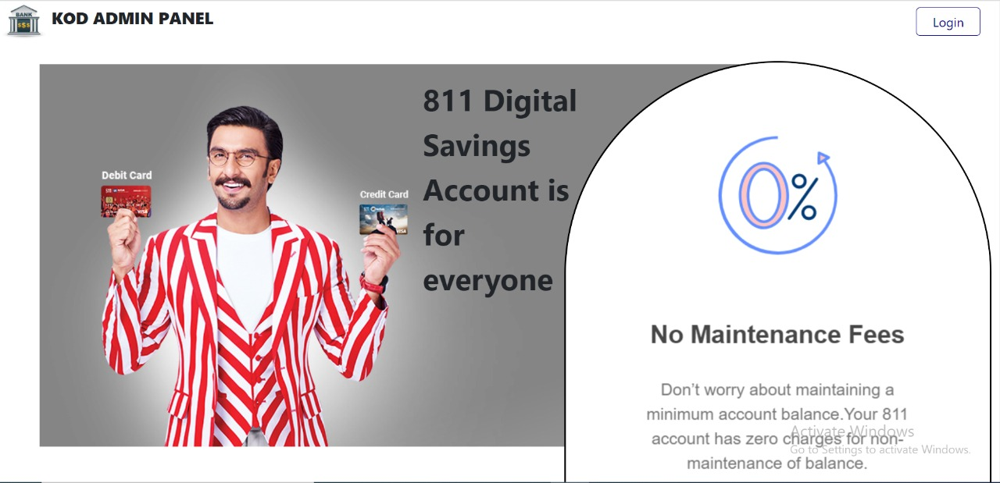 BANK
$$$
KOD ADMIN PANEL
Login
811 Digital
Savings
Account is
for
everyone
Debit Card
VISA
Credit Card
VISA
0%
No Maintenance Fees
Don’t worry about maintaining a
minimum account balance.Your 811
account has zero charges for non-
maintenance of balance.
Activate Windows
Go to Settings to activate Windows.